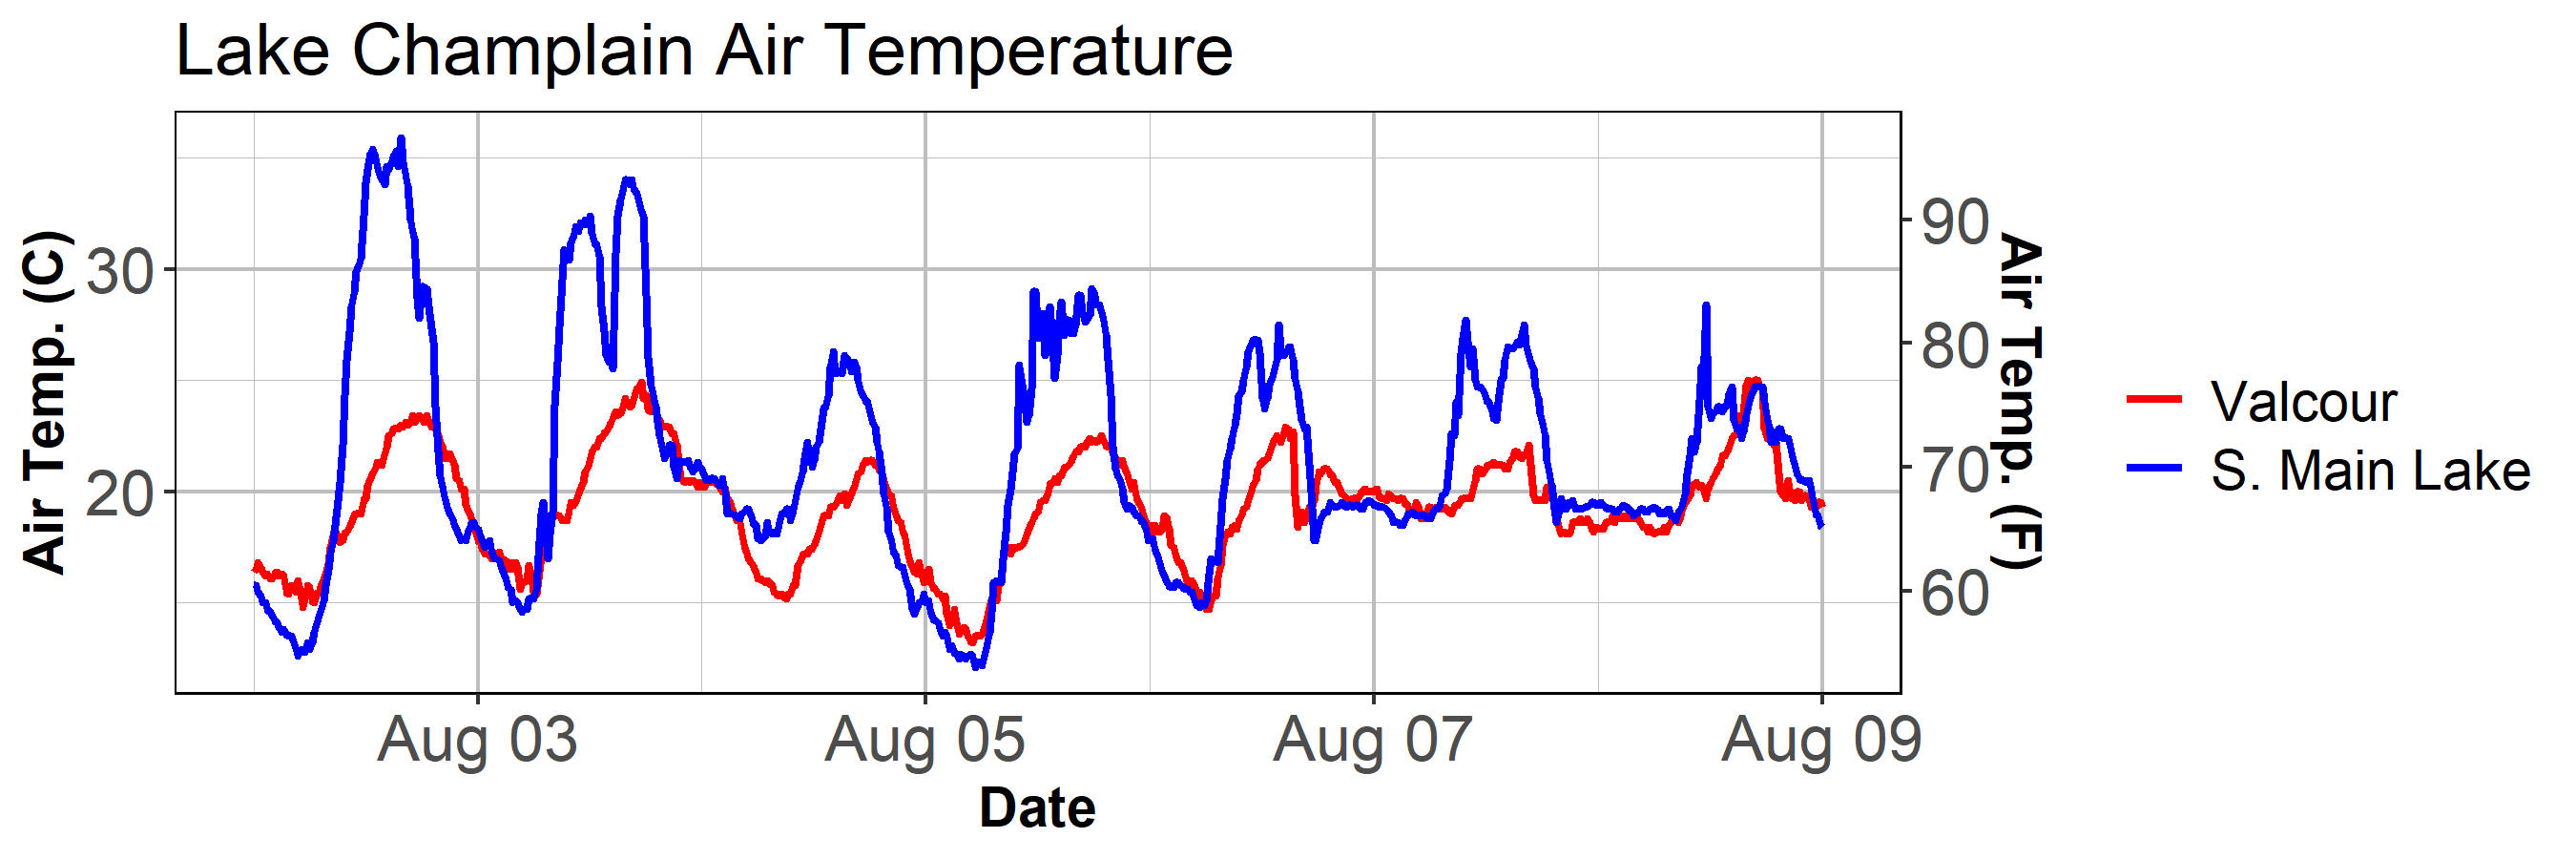 Lake Champlain Air Temperature
Air Temp. (C)
30
20
90
80
70
60
Air Temp. (F)
Aug 03
Aug 05
Aug 07
Aug 09
Date
Valcour
S. Main Lake